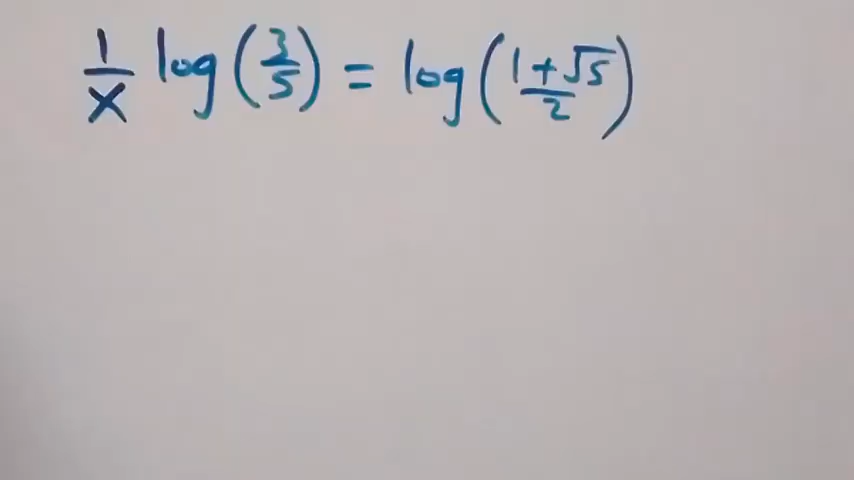 1/x log(3/5) = log((1+√5)/2)